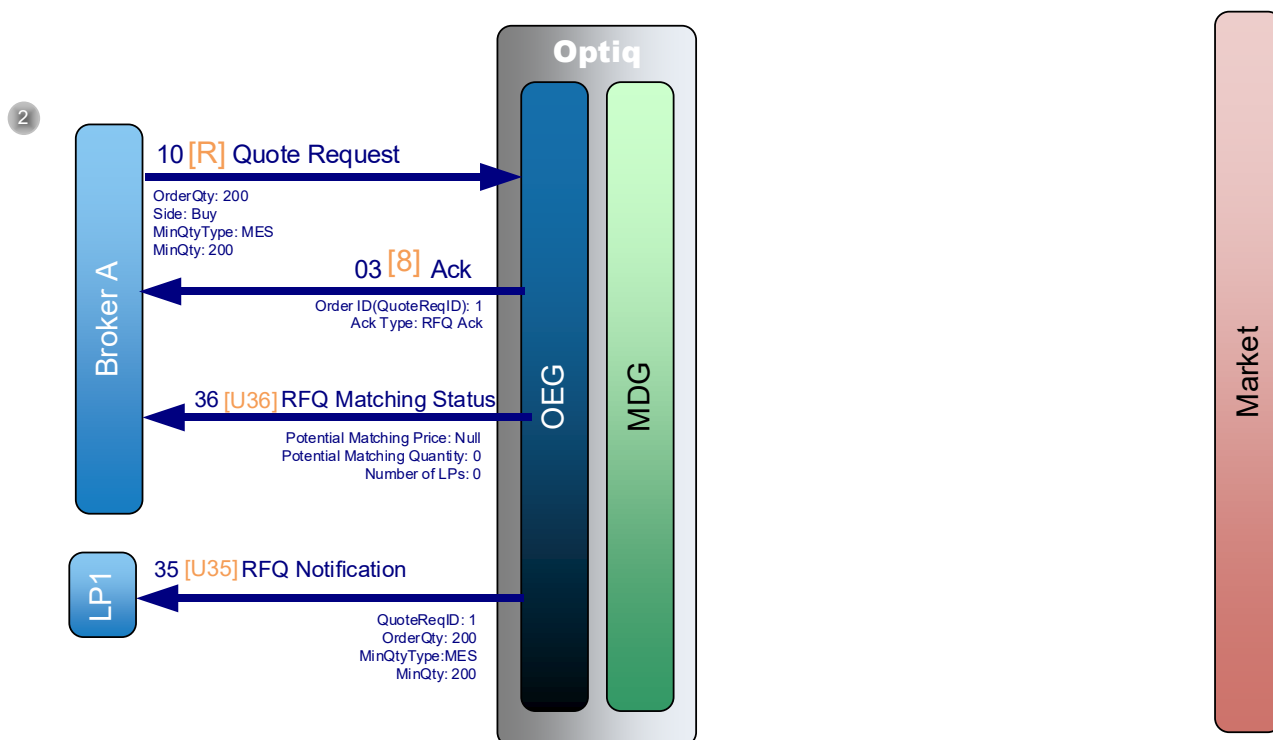 Optiq
2
10 [R] Quote Request
OrderQty: 200
Side: Buy
MinQtyType: MES
MinQty: 200
03 [8] Ack
Order ID(QuoteReqID): 1
Ack Type: RFQ Ack
Broker A
36 [U36] RFQ Matching Status
Potential Matching Price: Null
Potential Matching Quantity: 0
Number of LPs: 0
OEG
MDG
Market
LP1
35 [U35] RFQ Notification
QuoteReqID: 1
OrderQty: 200
MinQtyType:MES
MinQty: 200